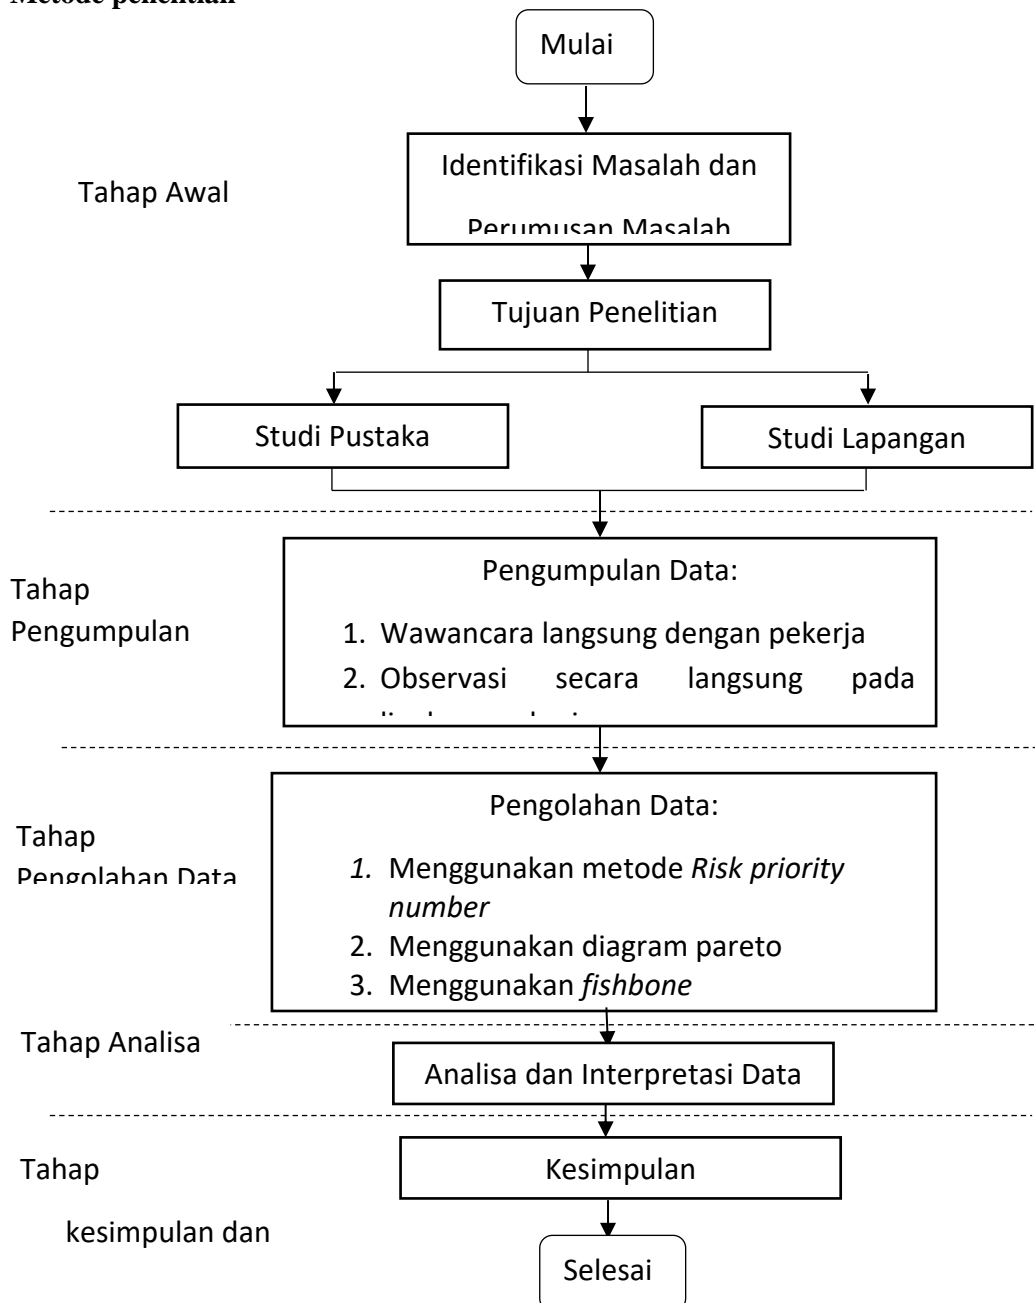 Metode penelitian
Mulai
Tahap Awal
Identifikasi Masalah dan
Perumusan Masalah
Tujuan Penelitian
Studi Pustaka
Studi Lapangan
Tahap
Pengumpulan
Pengumpulan Data:
1. Wawancara langsung dengan pekerja
2. Observasi secara langsung pada
Tahap
Pengolahan Data
Pengolahan Data:
1. Menggunakan metode Risk priority
number
2. Menggunakan diagram pareto
3. Menggunakan fishbone
Tahap Analisa
Analisa dan Interpretasi Data
Tahap
kesimpulan dan
Kesimpulan
Selesai